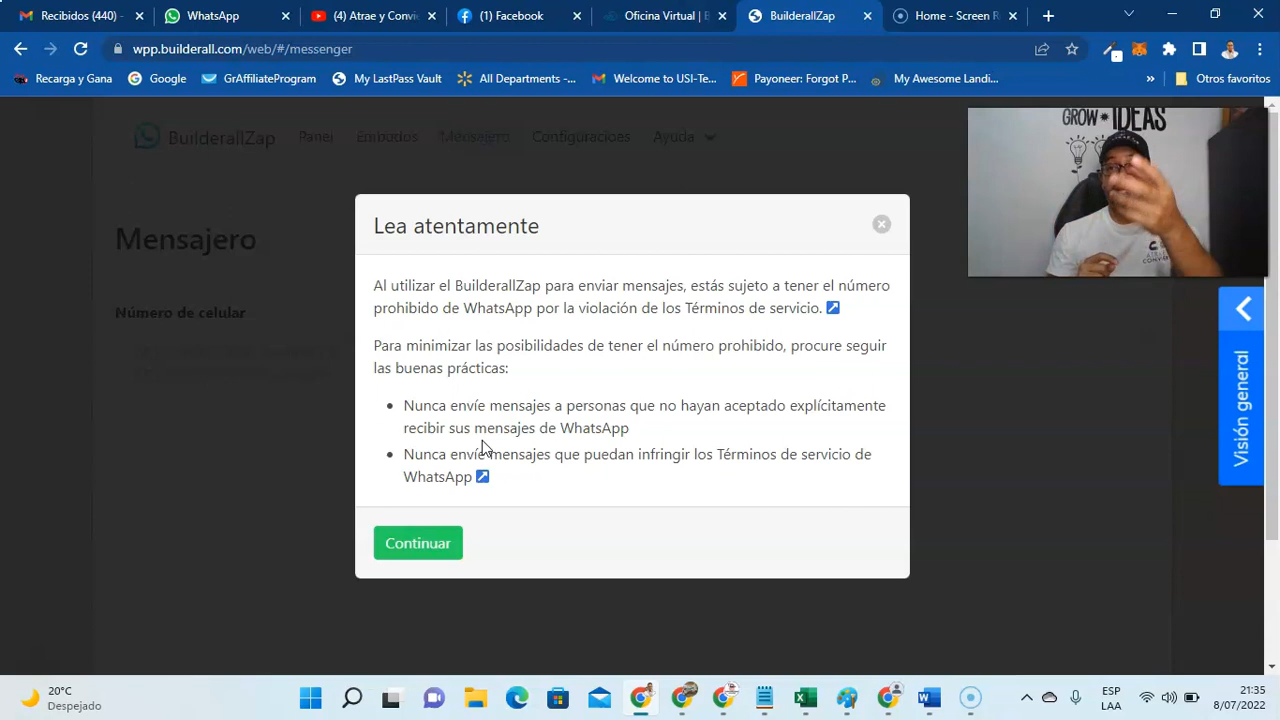 Recibidos (440)
WhatsApp
(4) Atrae y Convi
(1) Facebook
Oficina Virtual | B
BuilderallZap
Home - Screen R
wpp.builderall.com/web/#/messenger
Recarga y Gana
Google
GrAffiliateProgram
My LastPass Vault
All Departments -...
Welcome to USI-Te...
Payoneer: Forgot P...
My Awesome Landi...
»
Otros favoritos
BuilderallZap
Panel
Embudos
Mensajero
Configuraciones
Ayuda
GROW IDEAS
Mensajero
Número de celular
Lea atentamente
Al utilizar el BuilderallZap para enviar mensajes, estás sujeto a tener el número
prohibido de WhatsApp por la violación de los Términos de servicio.
Para minimizar las posibilidades de tener el número prohibido, procure seguir
las buenas prácticas:
• Nunca envíe mensajes a personas que no hayan aceptado explícitamente
recibir sus mensajes de WhatsApp
• Nunca envíe mensajes que puedan infringir los Términos de servicio de
WhatsApp
Continuar
Visión general
20°C
Despejado
ESP
LAA
21:35
8/07/2022